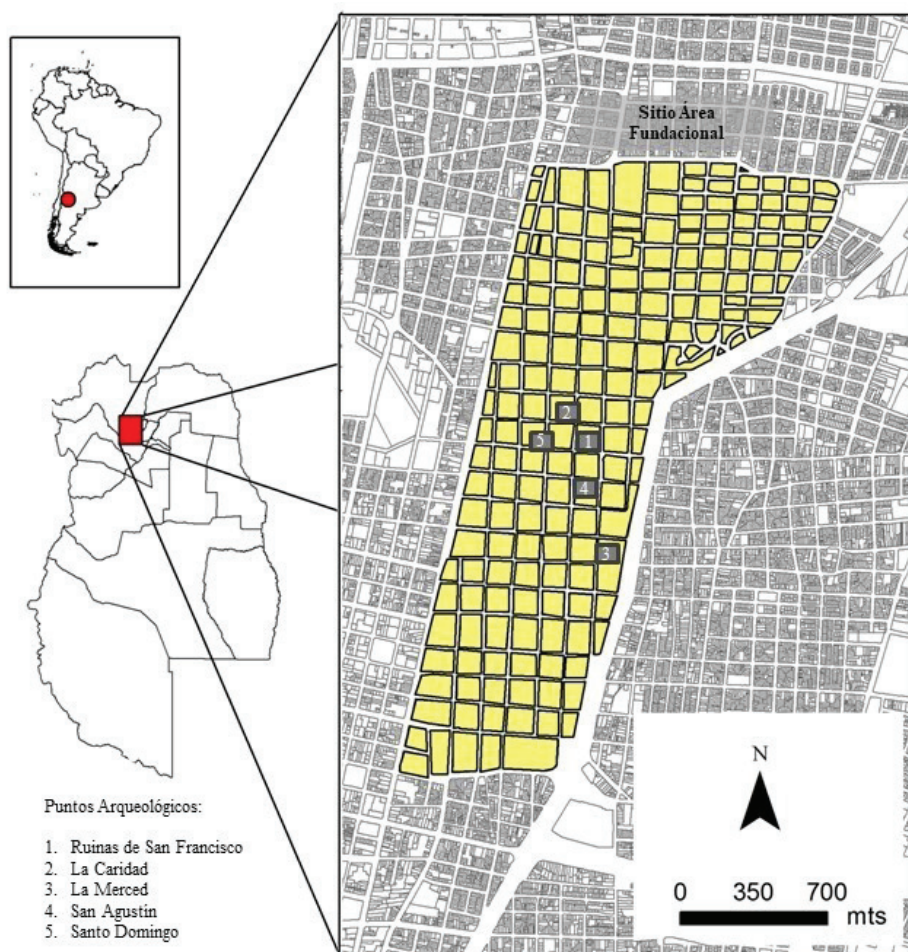 Sitio Área
Fundacional
2
5
1
4
3
Puntos Arqueológicos:
1. Ruinas de San Francisco
2. La Caridad
3. La Merced
4. San Agustín
5. Santo Domingo
N
0 350 700
mts